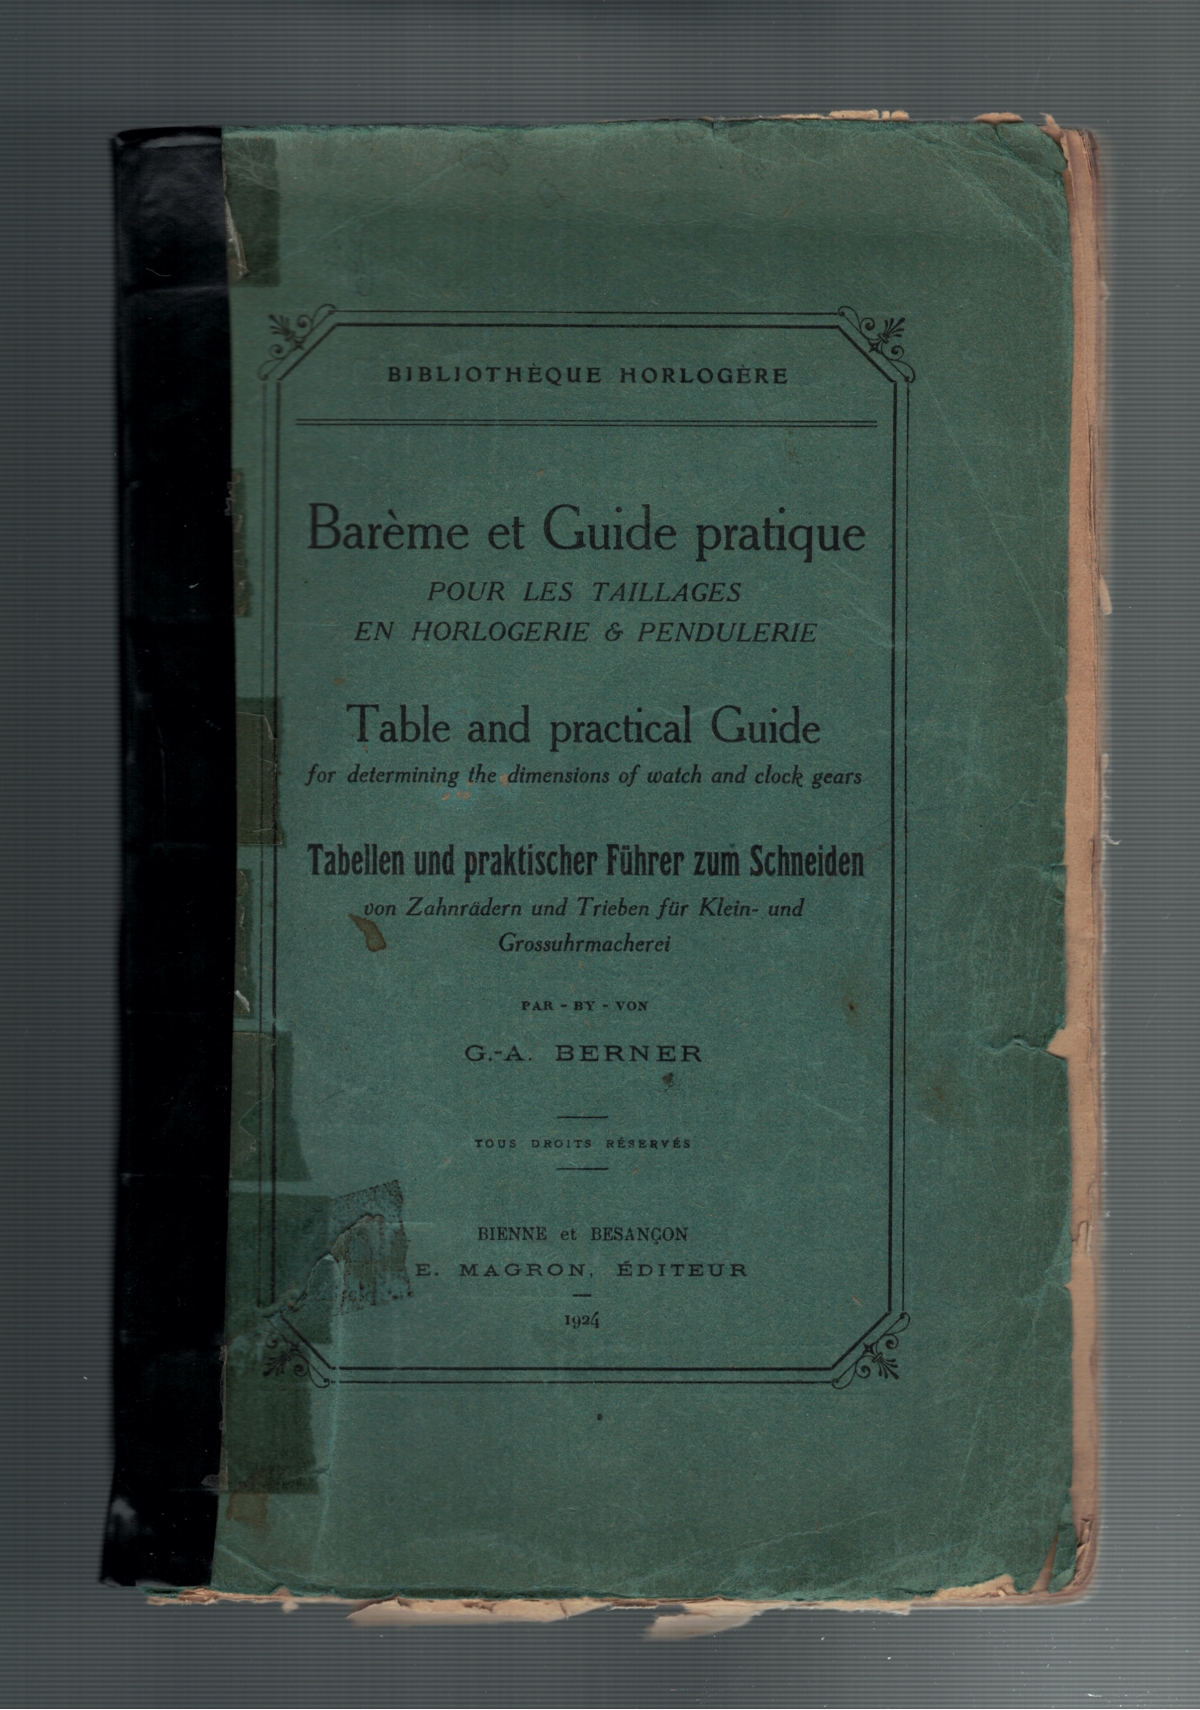 BIBLIOTHÈQUE HORLOGÈRE
Barème et Guide pratique
POUR LES TAILLAGES
EN HORLOGERIE & PENDULERIE
Table and practical Guide
for determining the dimensions of watch and clock gears
Tabellen und praktischer Führer zum Schneiden
von Zahnrädern und Trieben für Klein- und
Grossuhrmacherei
PAR - BY - VON
G.-A. BERNER
TOUS DROITS RÉSERVÉS
BIENNE et BESANÇON
E. MAGRON, ÉDITEUR
1924